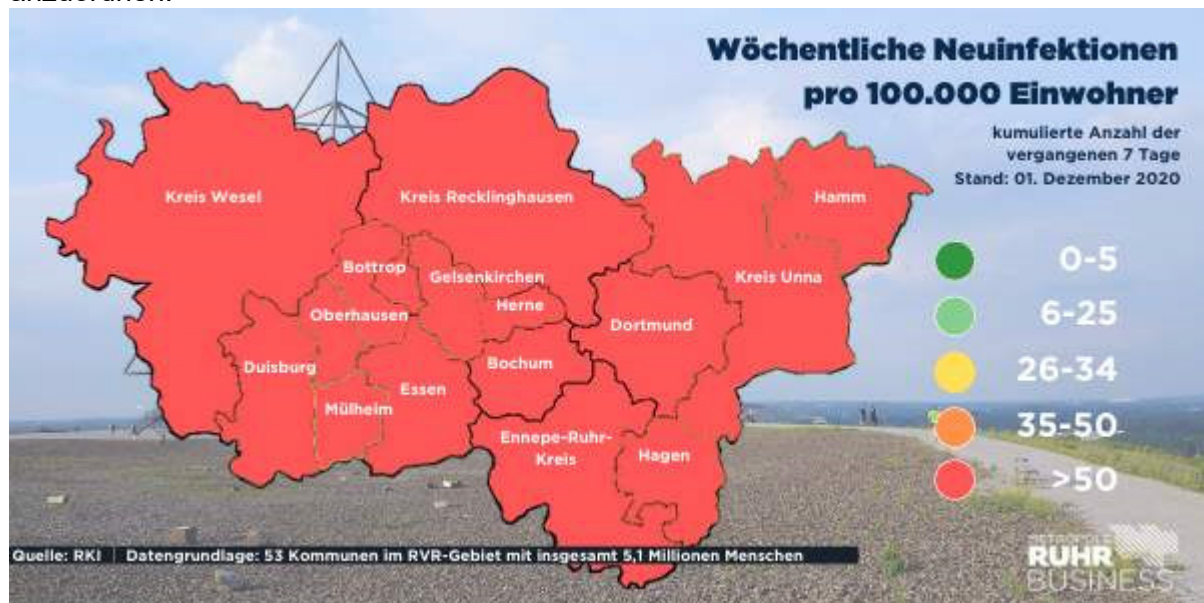 Wöchentliche Neuinfektionen
pro 100.000 Einwohner
kumulierte Anzahl der
vergangenen 7 Tage
Stand: 01. Dezember 2020
Kreis Wesel
Kreis Recklinghausen
Hamm
Bottrop
Gelsenkirchen
Kreis Unna
Herne
Oberhausen
Dortmund
Duisburg
Bochum
Essen
Mülheim
Ennepe-Ruhr-
Kreis
Hagen
0-5
6-25
26-34
35-50
>50
Quelle: RKI | Datengrundlage: 53 Kommunen im RVR-Gebiet mit insgesamt 5,1 Millionen Menschen
METROPOLE
RUHR
BUSINESS